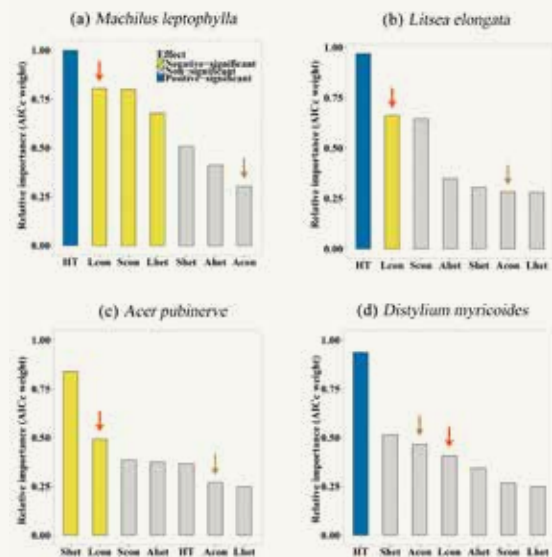 (a) Machilus leptophylla
Relative importance (AICc weight)
1.00
0.75
0.50
0.25
0.00
Effect
Negative-significant
Non-significant
Positive-significant
HT Lcon Scon Lhet Shet Ahet Acon
(b) Litsea elongata
Relative importance (AICc weight)
1.00
0.75
0.50
0.25
0.00
HT Lcon Scon Ahet Shet Acon Lhet
(c) Acer pubinerve
Relative importance (AICc weight)
1.00
0.75
0.50
0.25
0.00
Shet Lcon Scon Ahet HT Acon Lhet
(d) Distylium myricoides
Relative importance (AICc weight)
1.00
0.75
0.50
0.25
0.00
HT Shet Acon Lcon Ahet Scon Lhet